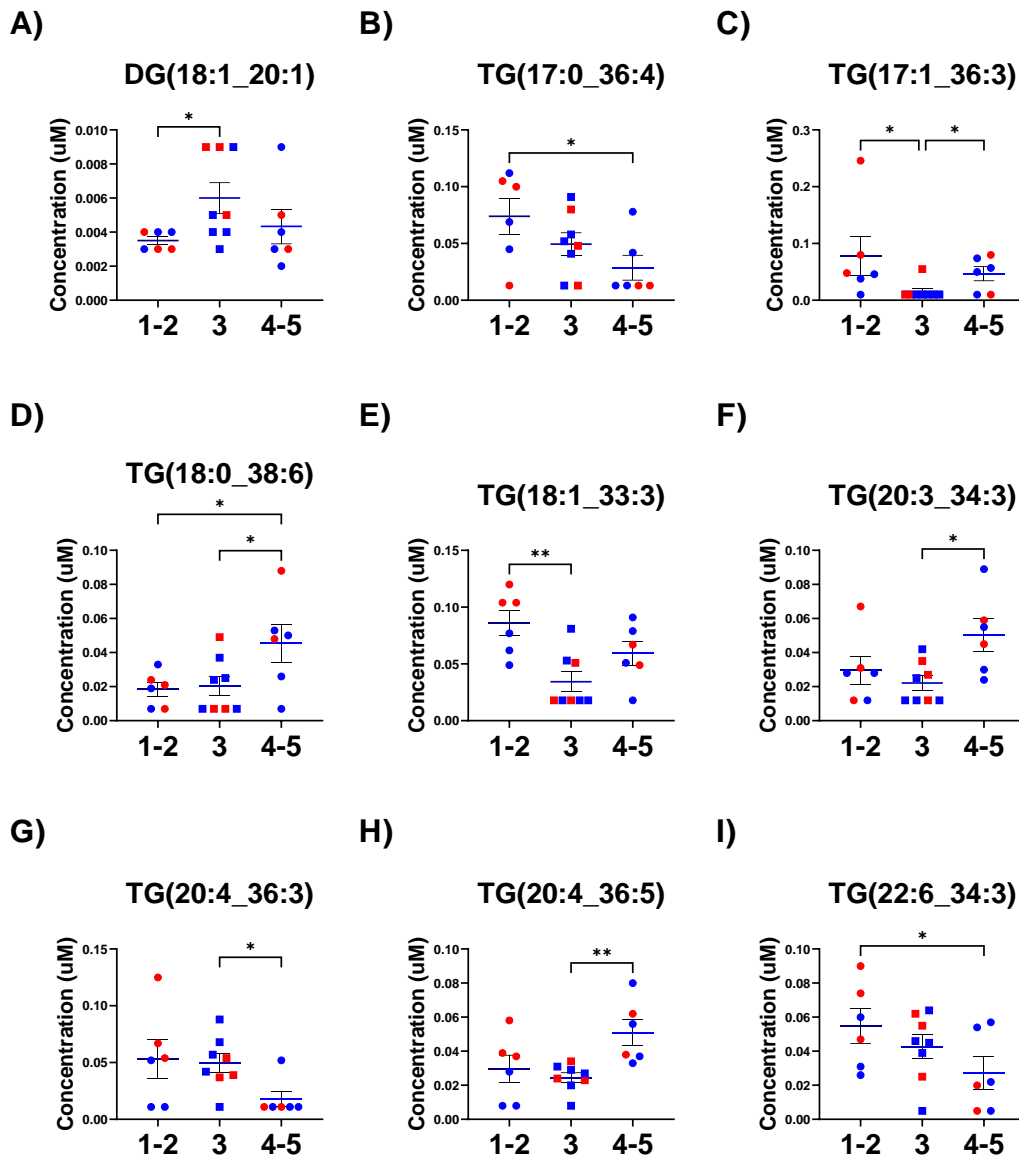 A)
B)
C)
DG(18:1_20:1)
TG(17:0_36:4)
TG(17:1_36:3)
Concentration (uM)
0.010
0.008
0.006
0.004
0.002
0.000
*
1-2 3 4-5
Concentration (uM)
0.15
0.10
0.05
0.00
*
1-2 3 4-5
Concentration (uM)
0.3
0.2
0.1
0.0
* *
1-2 3 4-5
D)
E)
F)
TG(18:0_38:6)
TG(18:1_33:3)
TG(20:3_34:3)
Concentration (uM)
0.10
0.08
0.06
0.04
0.02
0.00
*
*
1-2 3 4-5
Concentration (uM)
0.15
0.10
0.05
0.00
**
1-2 3 4-5
Concentration (uM)
0.10
0.08
0.06
0.04
0.02
0.00
*
1-2 3 4-5
G)
H)
I)
TG(20:4_36:3)
TG(20:4_36:5)
TG(22:6_34:3)
Concentration (uM)
0.15
0.10
0.05
0.00
*
1-2 3 4-5
Concentration (uM)
0.10
0.08
0.06
0.04
0.02
0.00
**
1-2 3 4-5
Concentration (uM)
0.10
0.08
0.06
0.04
0.02
0.00
*
1-2 3 4-5